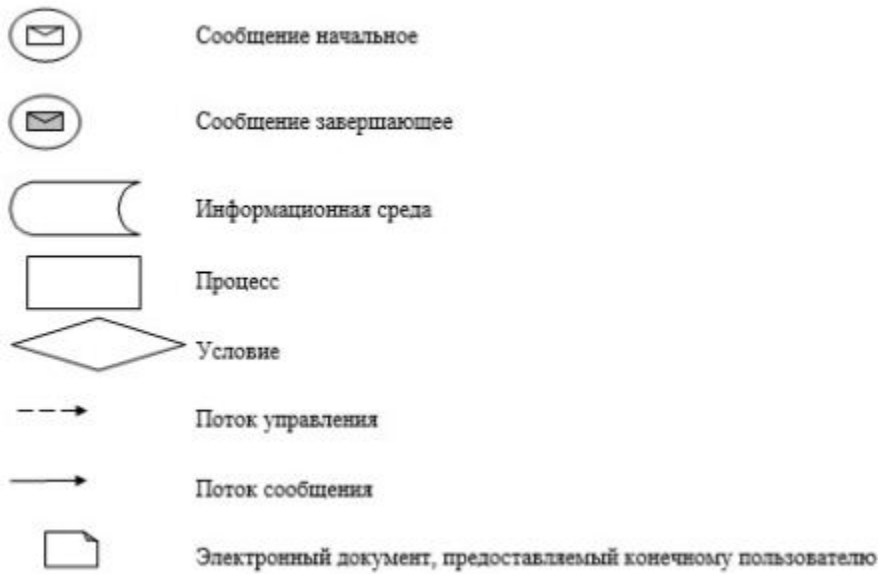 Сообщение начальное
Сообщение завершающее
Информационная среда
Процесс
Условие
Поток управления
Поток сообщения
Электронный документ, предоставляемый конечному пользователю